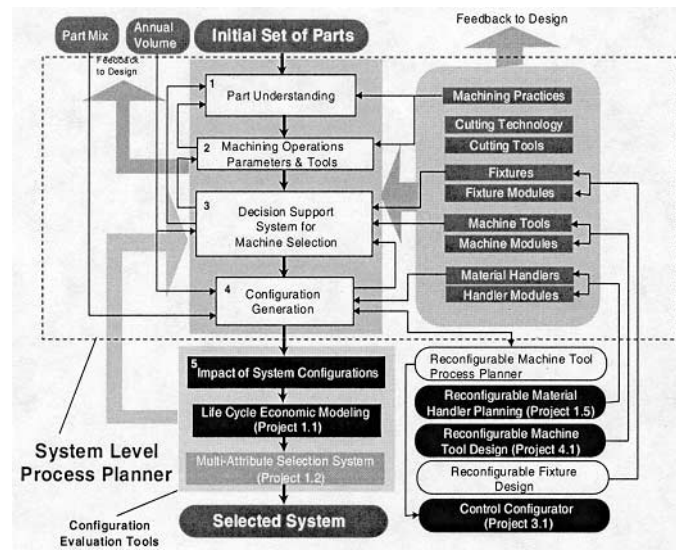 Part Mix
Annual
Volume
Initial Set of Parts
Feedback to Design
Feedback
to Design
1
Part Understanding
2
Machining Operations
Parameters & Tools
3
Decision Support
System for
Machine Selection
4
Configuration
Generation
Machining Practices
Cutting Technology
Cutting Tools
Fixtures
Fixture Modules
Machine Tools
Machine Modules
Material Handlers
Handler Modules
5
Impact of System Configurations
Life Cycle Economic Modeling
(Project 1.1)
Multi-Attribute Selection System
(Project 1.2)
Selected System
System Level
Process Planner
Configuration
Evaluation Tools
Reconfigurable Machine Tool
Process Planner
Reconfigurable Material
Handler Planning (Project 1.5)
Reconfigurable Machine
Tool Design (Project 4.1)
Reconfigurable Fixture
Design
Control Configurator
(Project 3.1)